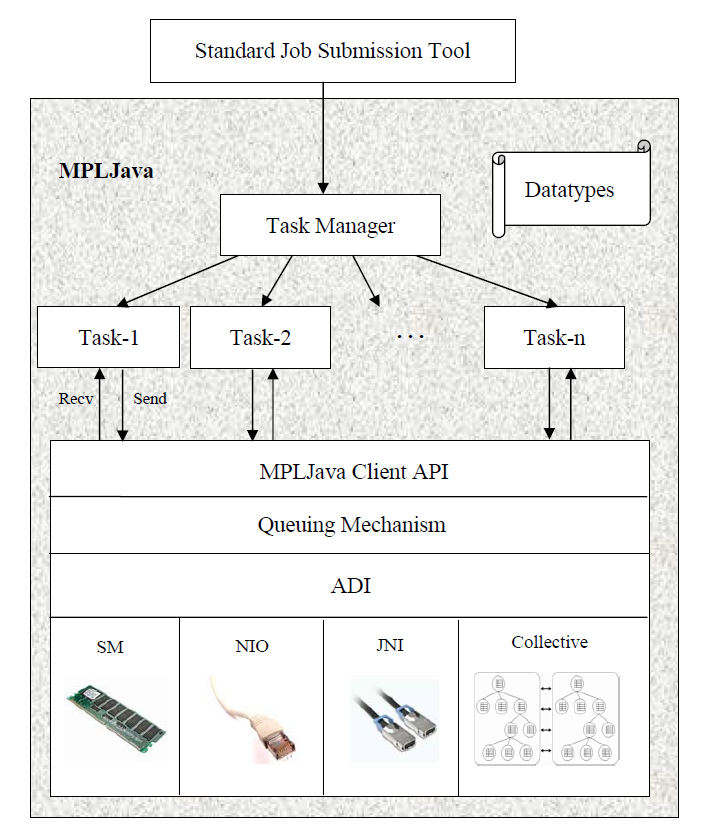 Standard Job Submission Tool
MPLJava
Datatypes
Task Manager
Task-1
Task-2
...
Task-n
Recv
Send
MPLJava Client API
Queuing Mechanism
ADI
SM
NIO
JNI
Collective